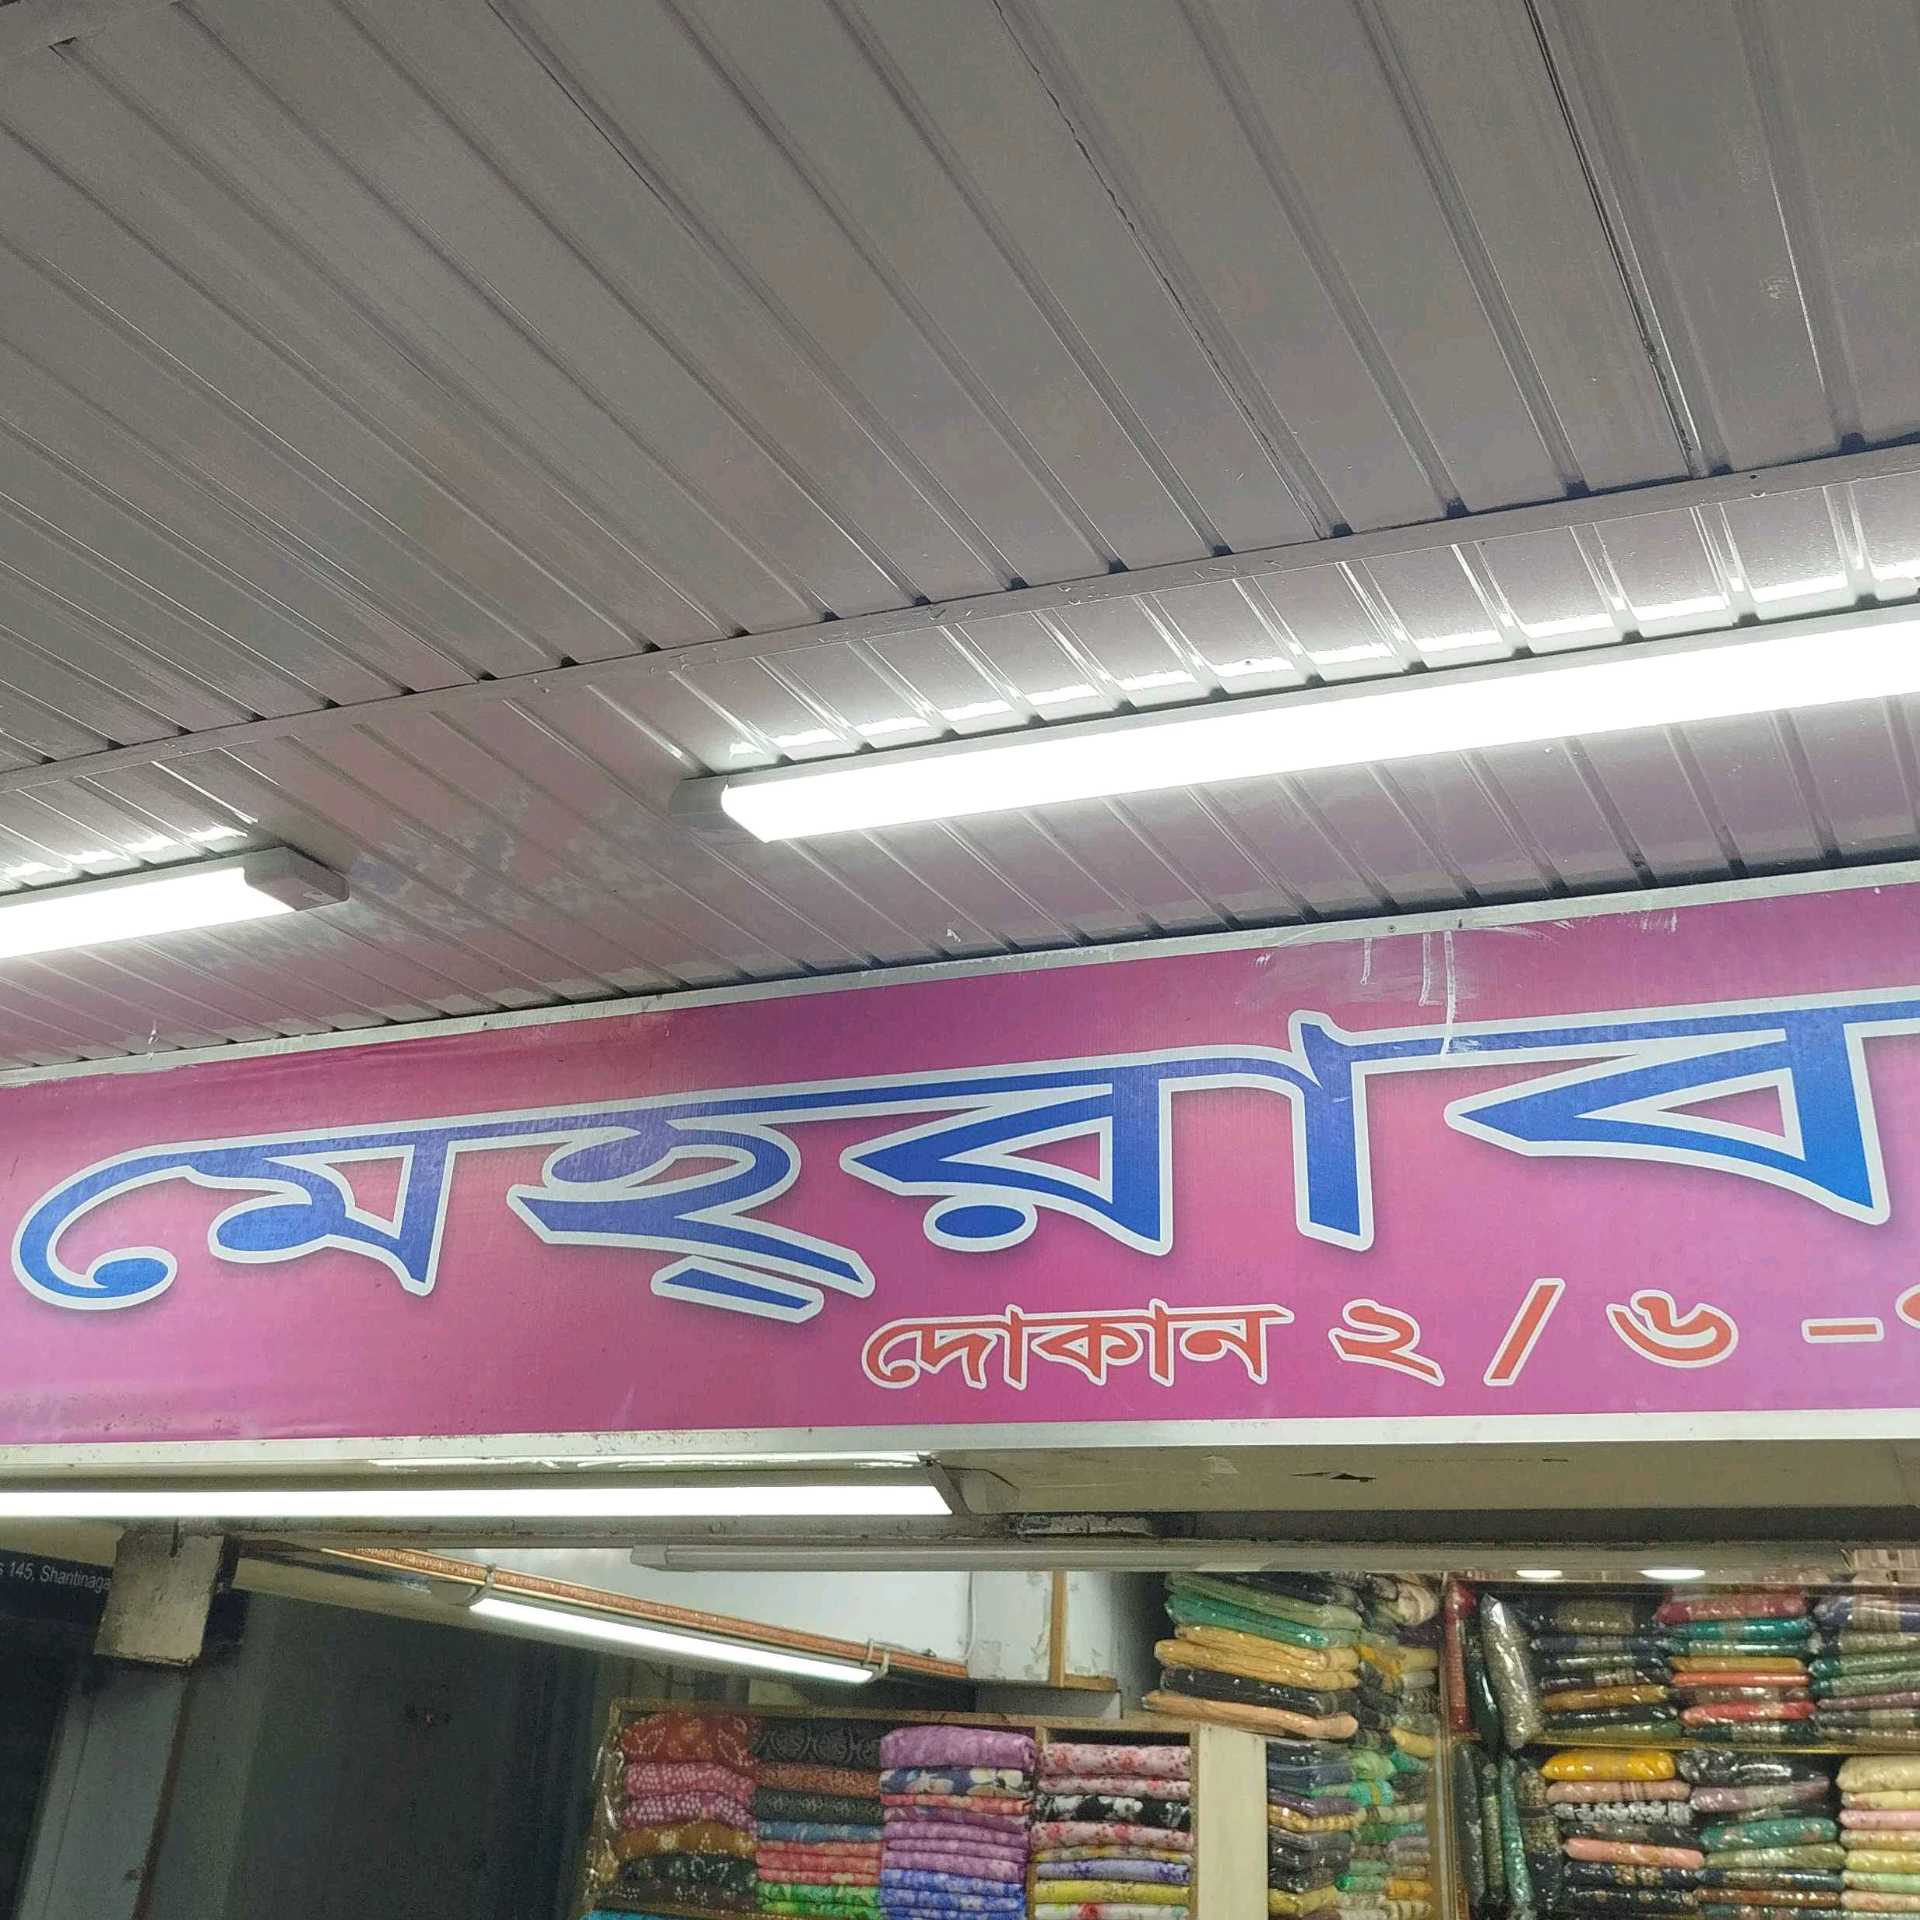 মেহ্‌রাব
দোকান ২ / ৬ -
145, Shantinaga